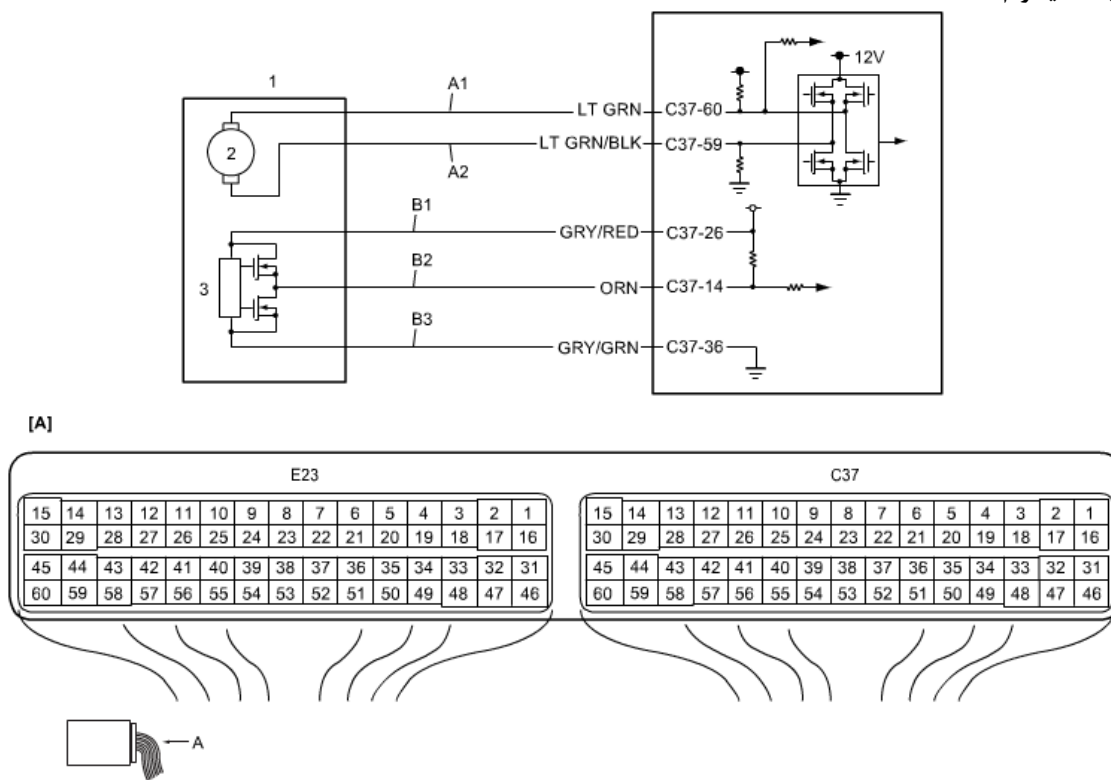 12V
1
A1
LT GRN C37-60
2
LT GRN/BLK C37-59
A2
B1
GRY/RED C37-26
B2
3
ORN C37-14
B3
GRY/GRN C37-36
[A]
E23 C37
15 14 13 12 11 10 9 8 7 6 5 4 3 2 1 15 14 13 12 11 10 9 8 7 6 5 4 3 2 1
30 29 28 27 26 25 24 23 22 21 20 19 18 17 16 30 29 28 27 26 25 24 23 22 21 20 19 18 17 16
45 44 43 42 41 40 39 38 37 36 35 34 33 32 31 45 44 43 42 41 40 39 38 37 36 35 34 33 32 31
60 59 58 57 56 55 54 53 52 51 50 49 48 47 46 60 59 58 57 56 55 54 53 52 51 50 49 48 47 46
A